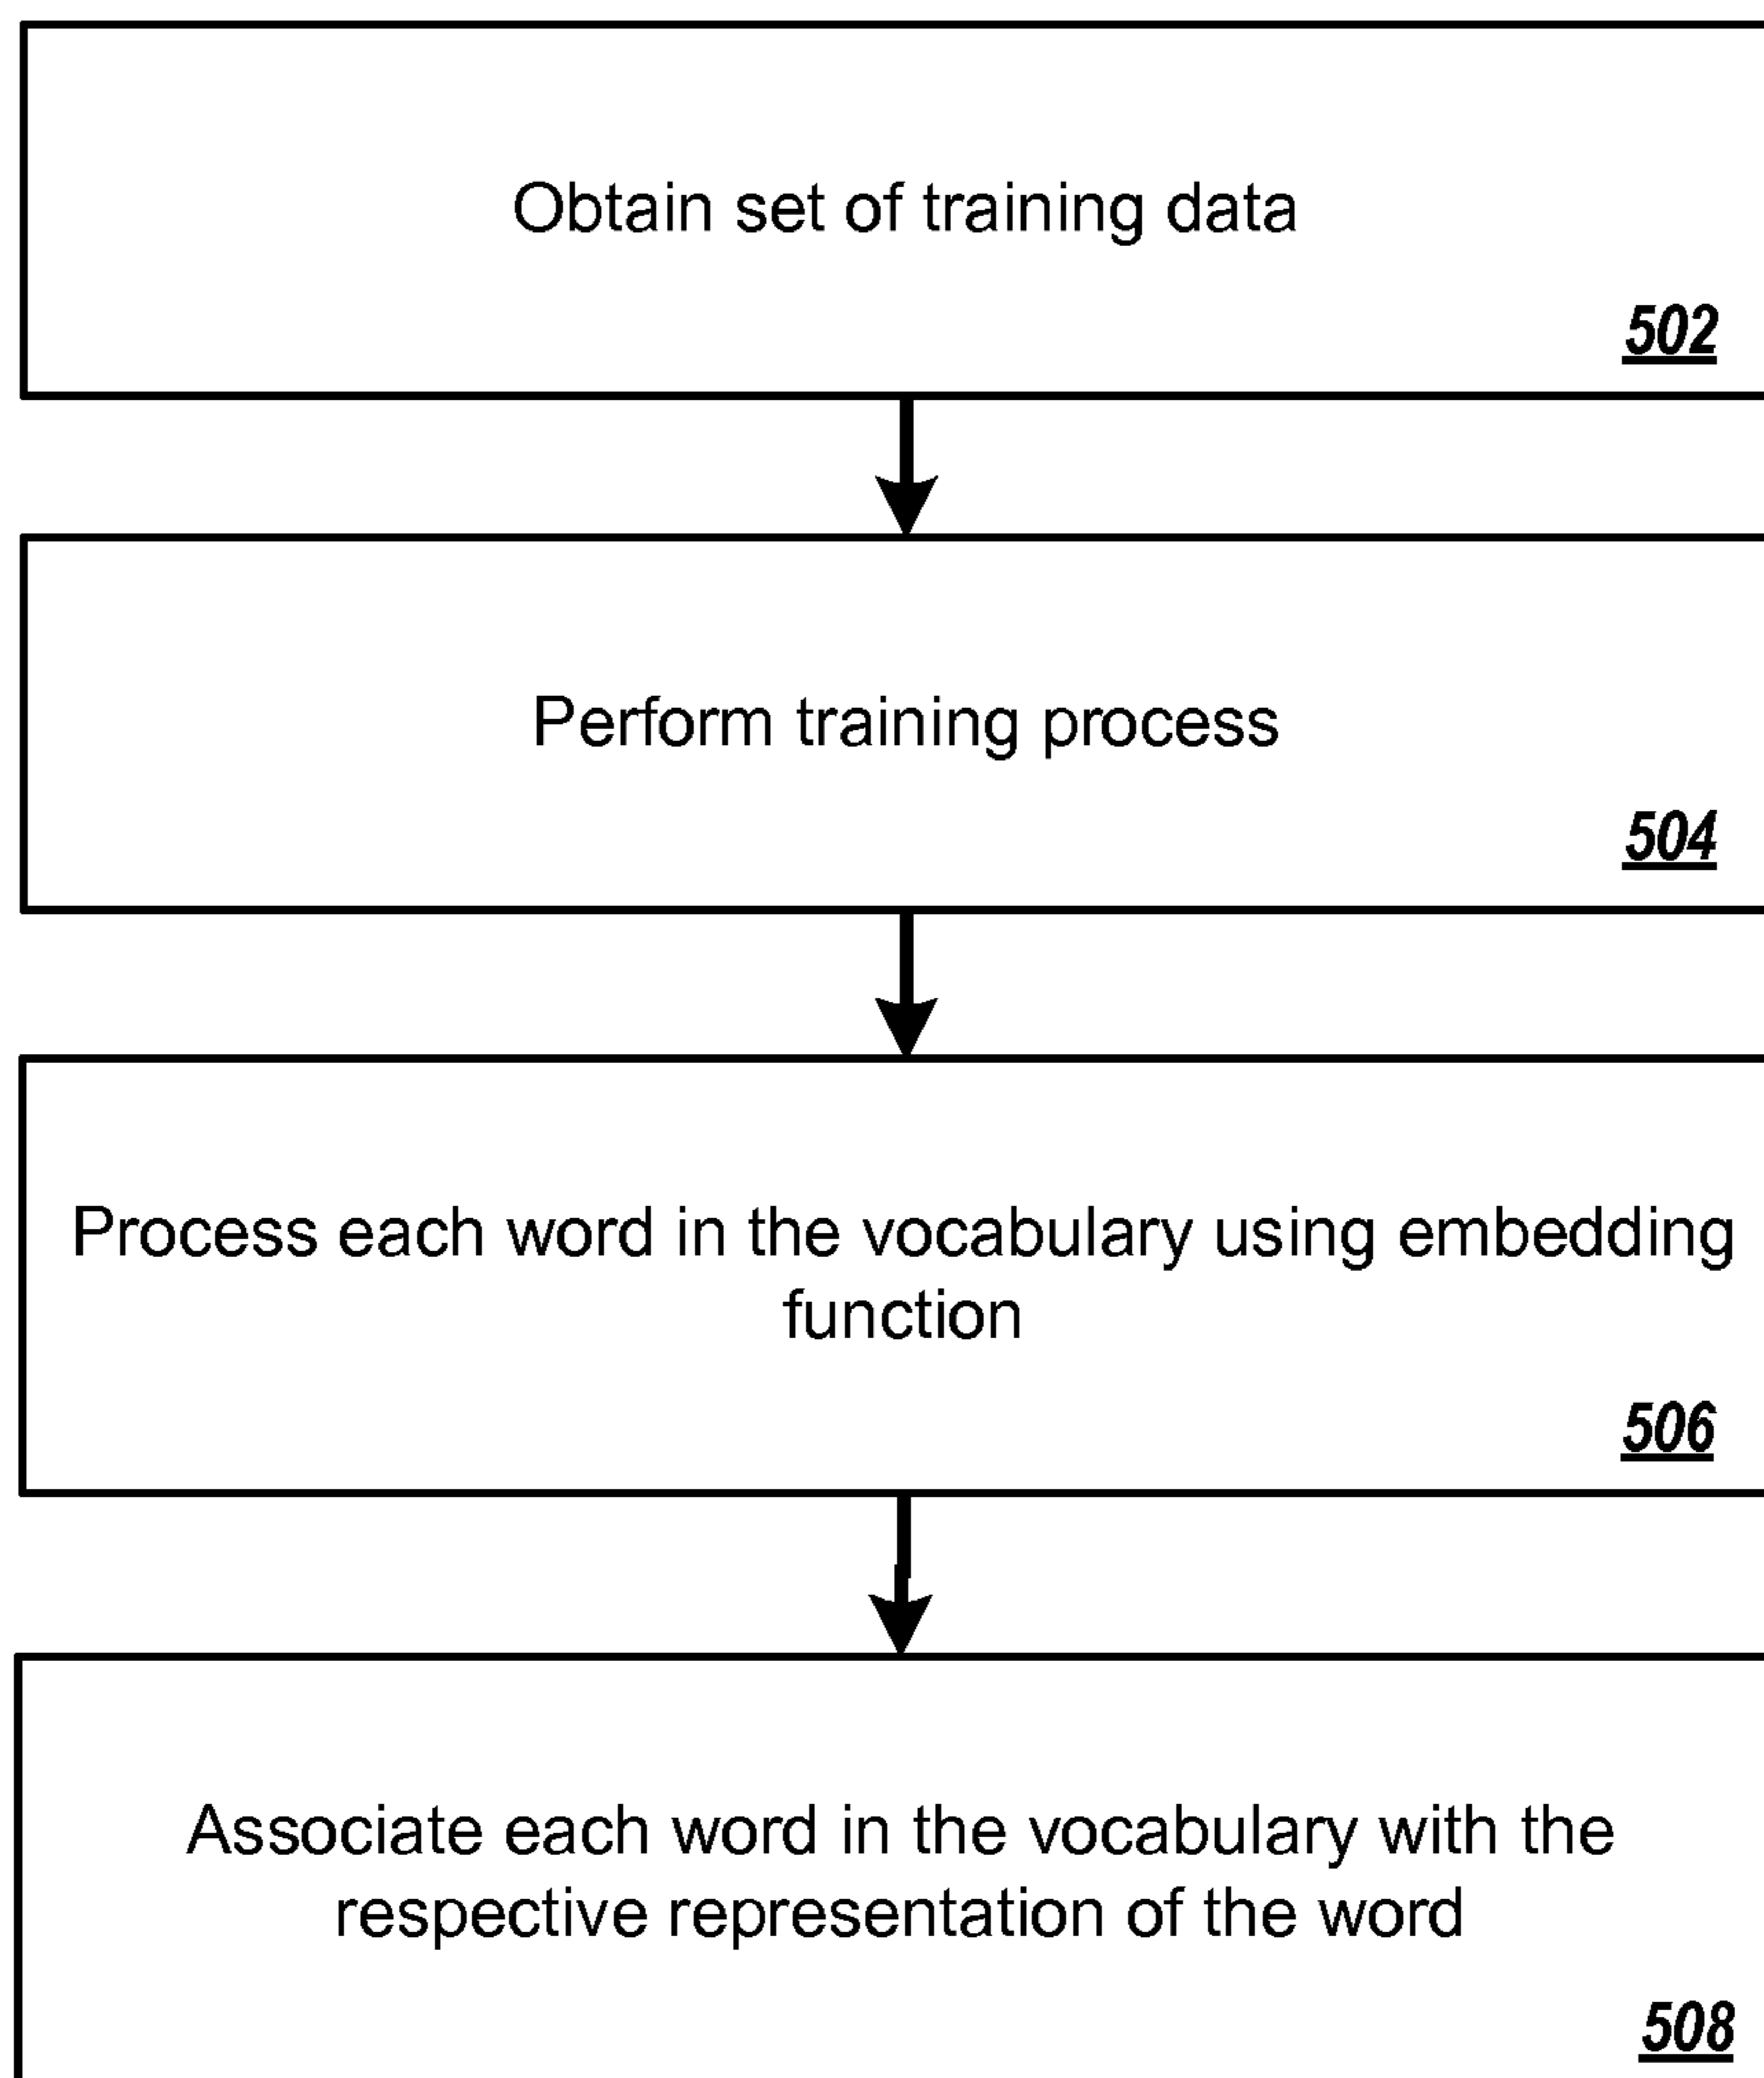 Obtain set of training data
502
Perform training process
504
Process each word in the vocabulary using embedding
function
506
Associate each word in the vocabulary with the
respective representation of the word
508